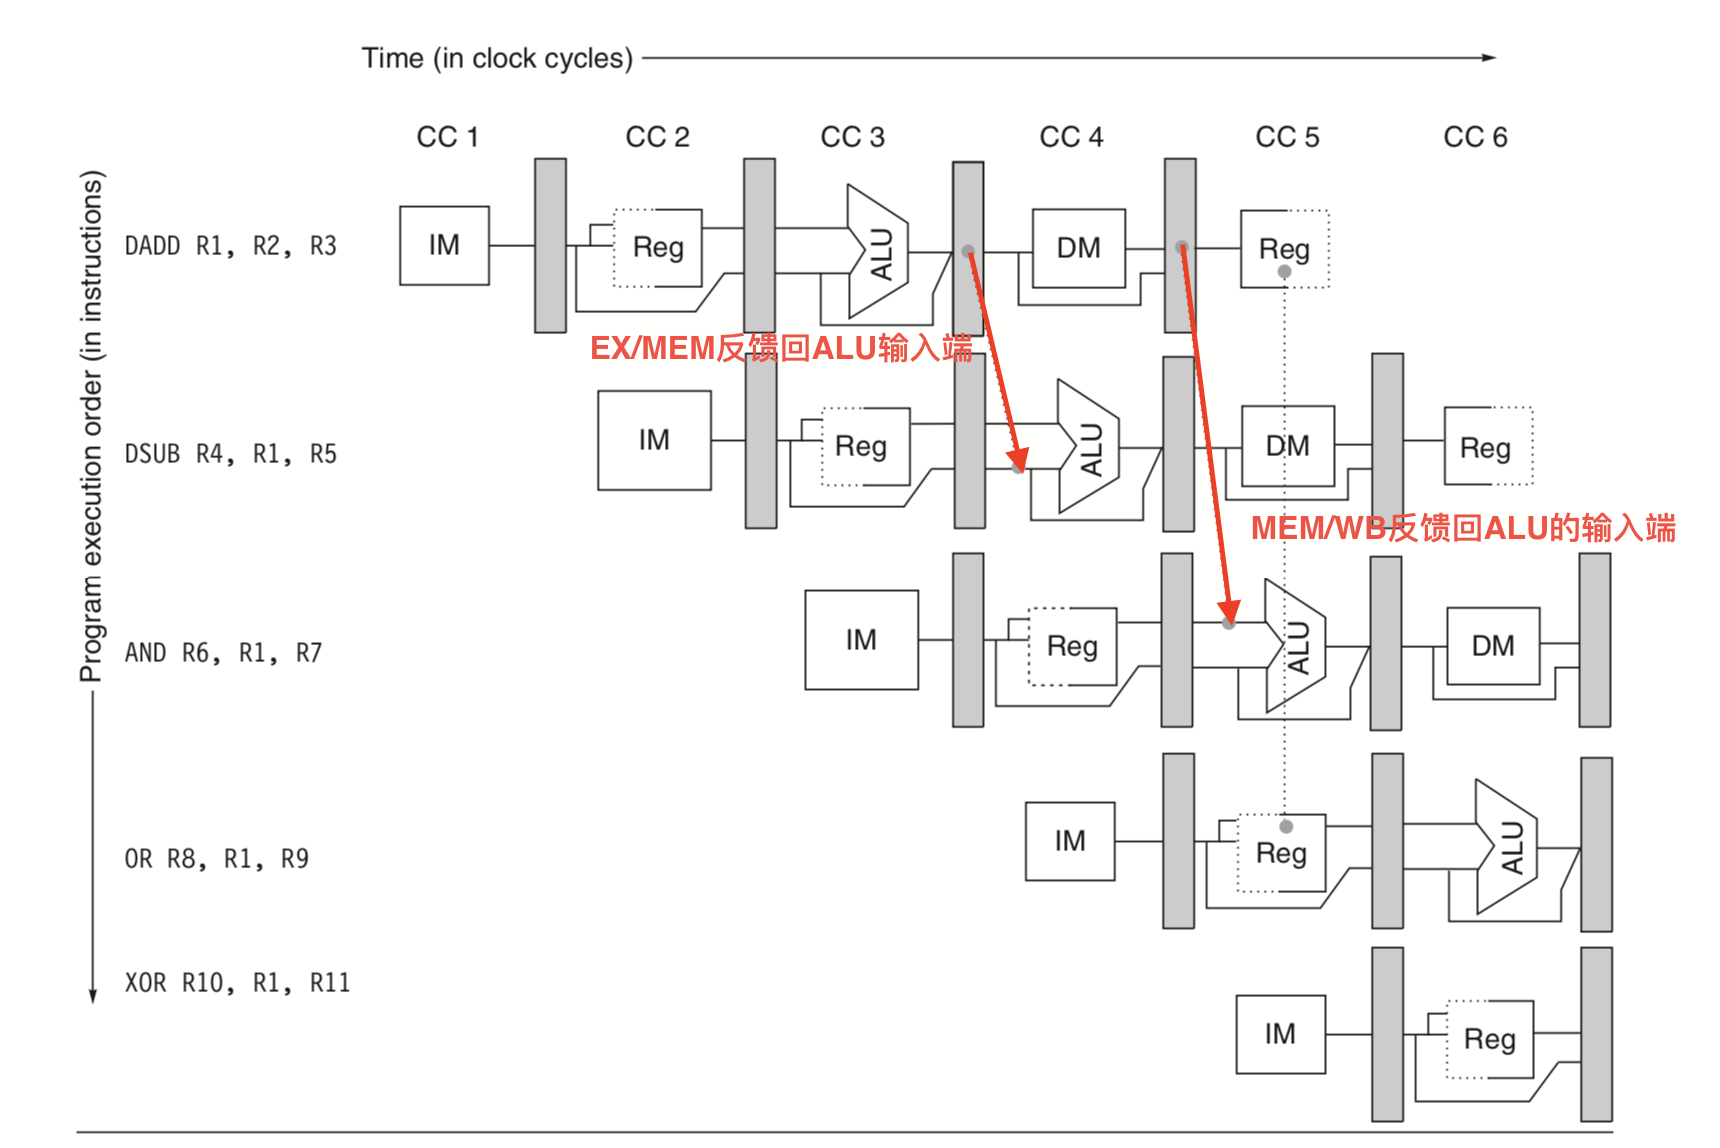 Time (in clock cycles)
CC 1 CC 2 CC 3 CC 4 CC 5 CC 6
Program execution order (in instructions)
DADD R1, R2, R3
IM Reg ALU DM Reg
EX/MEM反馈回ALU输入端
DSUB R4, R1, R5
IM Reg ALU DM Reg
MEM/WB反馈回ALU的输入端
AND R6, R1, R7
IM Reg ALU DM
OR R8, R1, R9
IM Reg ALU
XOR R10, R1, R11
IM Reg